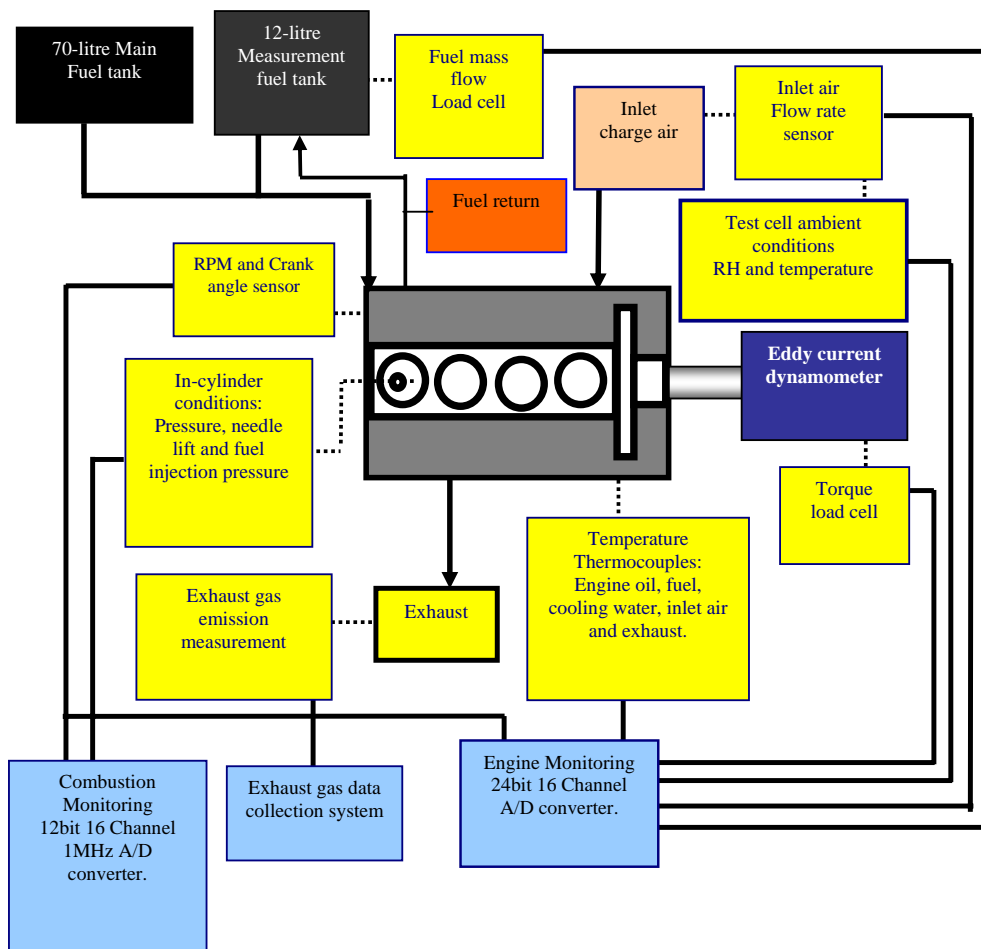 70-litre Main
Fuel tank
12-litre
Measurement
fuel tank
Fuel mass
flow
Load cell
Inlet
charge air
Inlet air
Flow rate
sensor
Fuel return
Test cell ambient
conditions
RH and temperature
RPM and Crank
angle sensor
Eddy current
dynamometer
In-cylinder
conditions:
Pressure, needle
lift and fuel
injection pressure
Torque
load cell
Temperature
Thermocouples:
Engine oil, fuel,
cooling water, inlet air
and exhaust.
Exhaust gas
emission
measurement
Exhaust
Combustion
Monitoring
12bit 16 Channel
1MHz A/D
converter.
Exhaust gas data
collection system
Engine Monitoring
24bit 16 Channel
A/D converter.